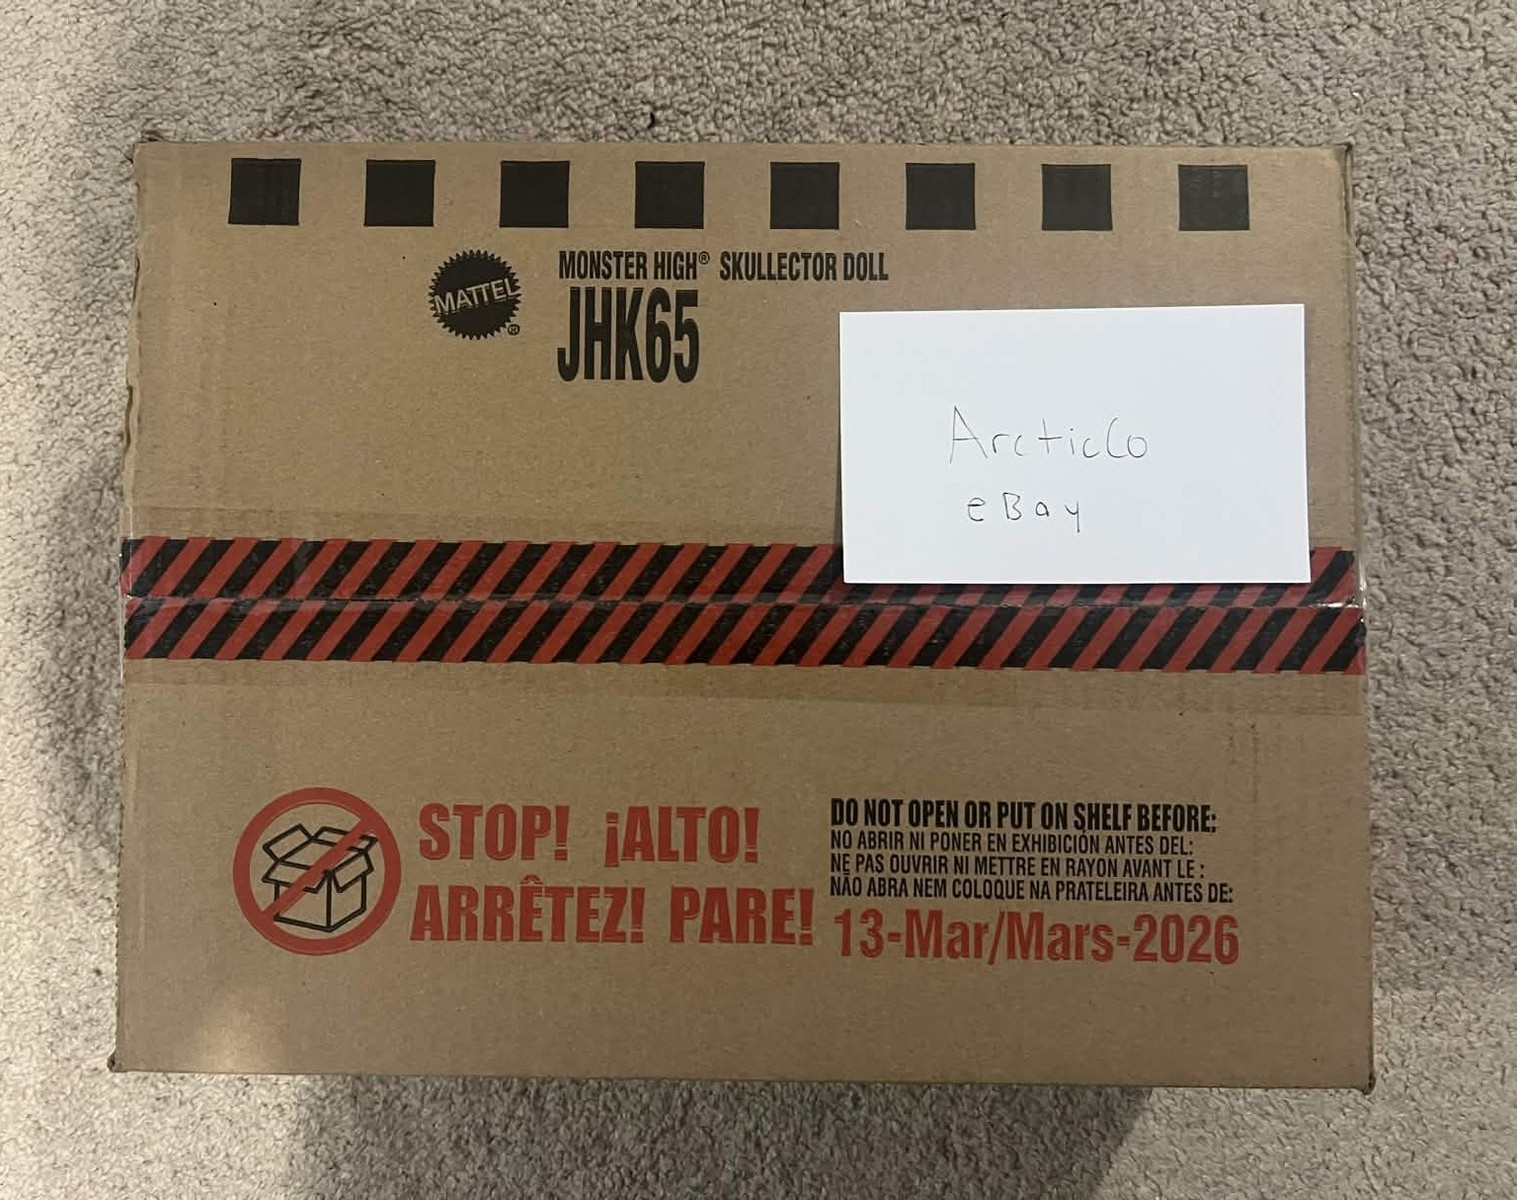 MATTEL®
MONSTER HIGH® SKULLECTOR DOLL
JHK65
ArcticCo
eBay
STOP! ¡ALTO!
ARRÊTEZ! PARE!
DO NOT OPEN OR PUT ON SHELF BEFORE:
NO ABRIR NI PONER EN EXHIBICIÓN ANTES DEL:
NE PAS OUVRIR NI METTRE EN RAYON AVANT LE :
NÃO ABRA NEM COLOQUE NA PRATELEIRA ANTES DE:
13-Mar/Mars-2026